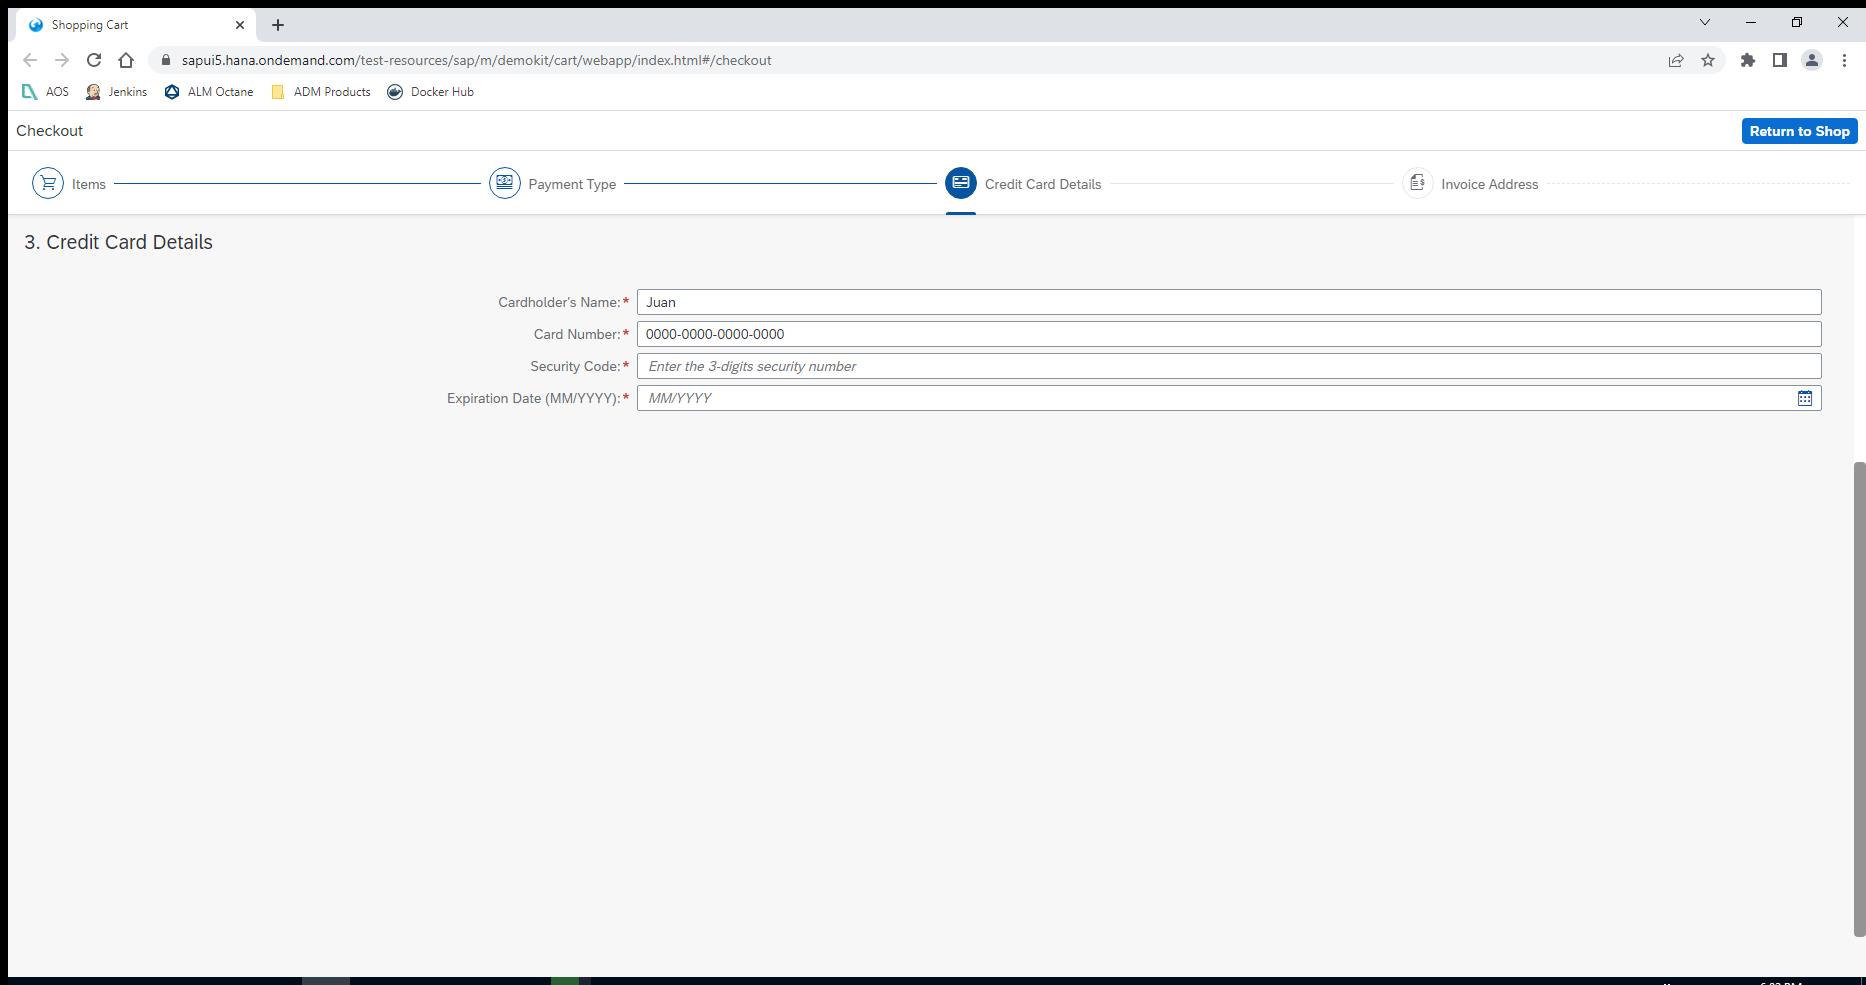 Shopping Cart
sapui5.hana.ondemand.com/test-resources/sap/m/demokit/cart/webapp/index.html#/checkout
AOS Jenkins ALM Octane ADM Products Docker Hub
Checkout Return to Shop
Items Payment Type Credit Card Details Invoice Address
3. Credit Card Details
Cardholder's Name:* Juan
Card Number:* 0000-0000-0000-0000
Security Code:* Enter the 3-digits security number
Expiration Date (MM/YYYY):* MM/YYYY